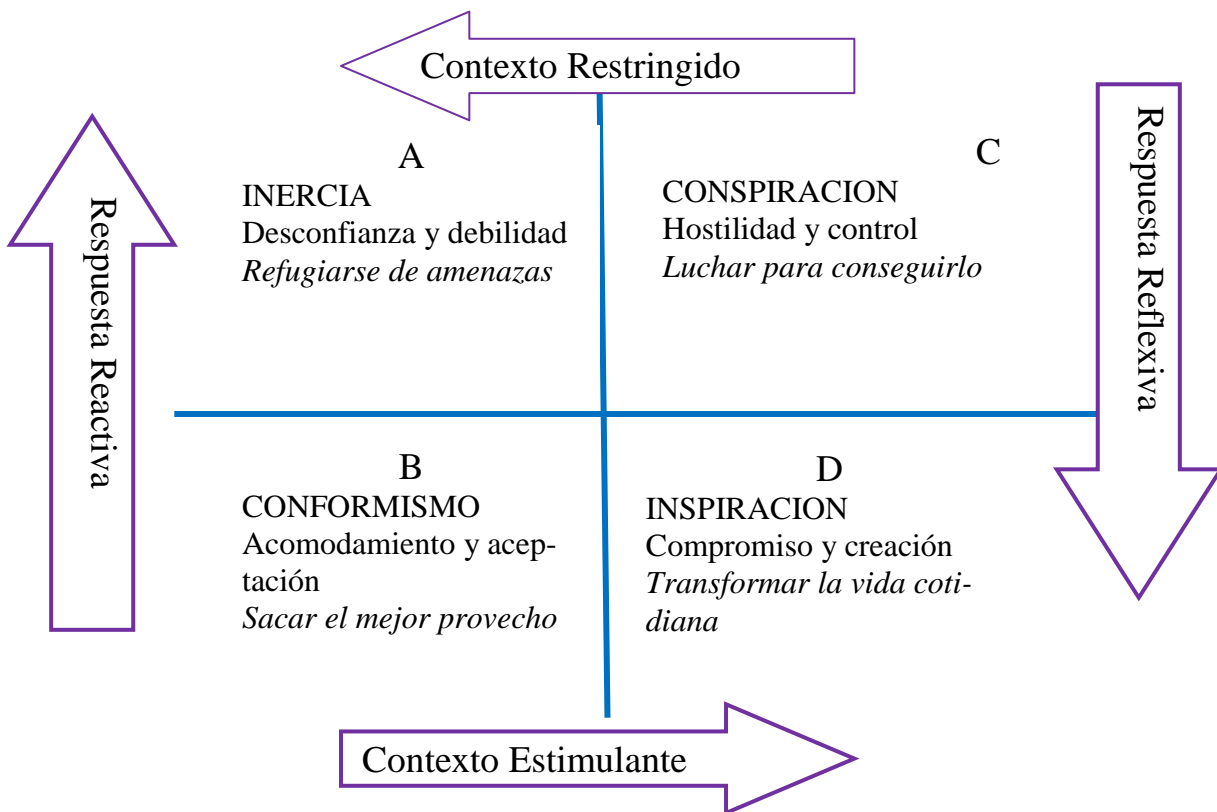 Contexto Restringido
Respuesta Reactiva
A
INERCIA
Desconfianza y debilidad
Refugiarse de amenazas
C
CONSPIRACION
Hostilidad y control
Luchar para conseguirlo
Respuesta Reflexiva
B
CONFORMISMO
Acomodamiento y acep-
tación
Sacar el mejor provecho
D
INSPIRACION
Compromiso y creación
Transformar la vida coti-
diana
Contexto Estimulante